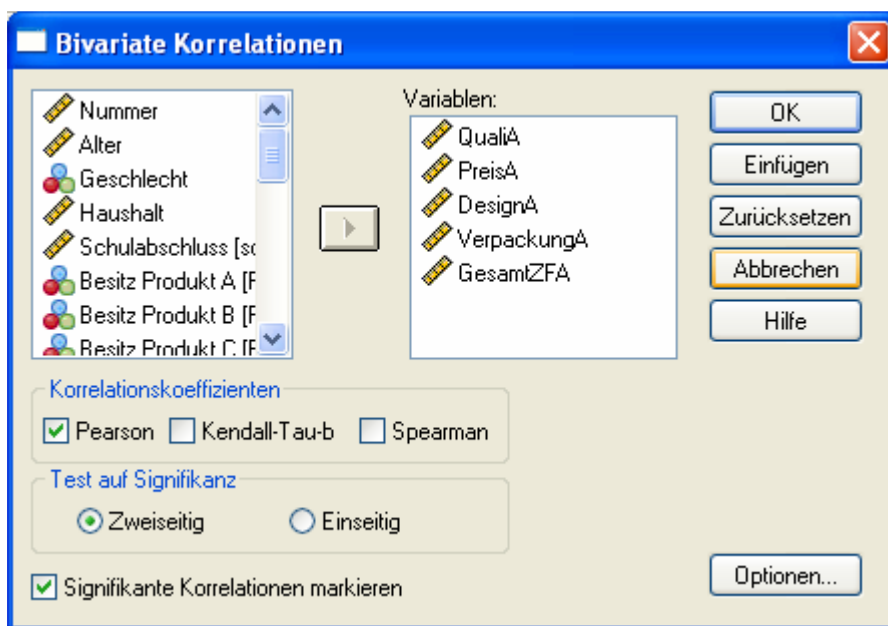 Bivariate Korrelationen
Nummer
Alter
Geschlecht
Haushalt
Schulabschluss [sc
Besitz Produkt A [F
Besitz Produkt B [F
Besitz Produkt C [F
Variablen:
QualiA
PreisA
DesignA
VerpackungA
GesamtZFA
OK
Einfügen
Zurücksetzen
Abbrechen
Hilfe
Korrelationskoeffizienten
Pearson Kendall-Tau-b Spearman
Test auf Signifikanz
Zweiseitig Einseitig
Signifikante Korrelationen markieren
Optionen...